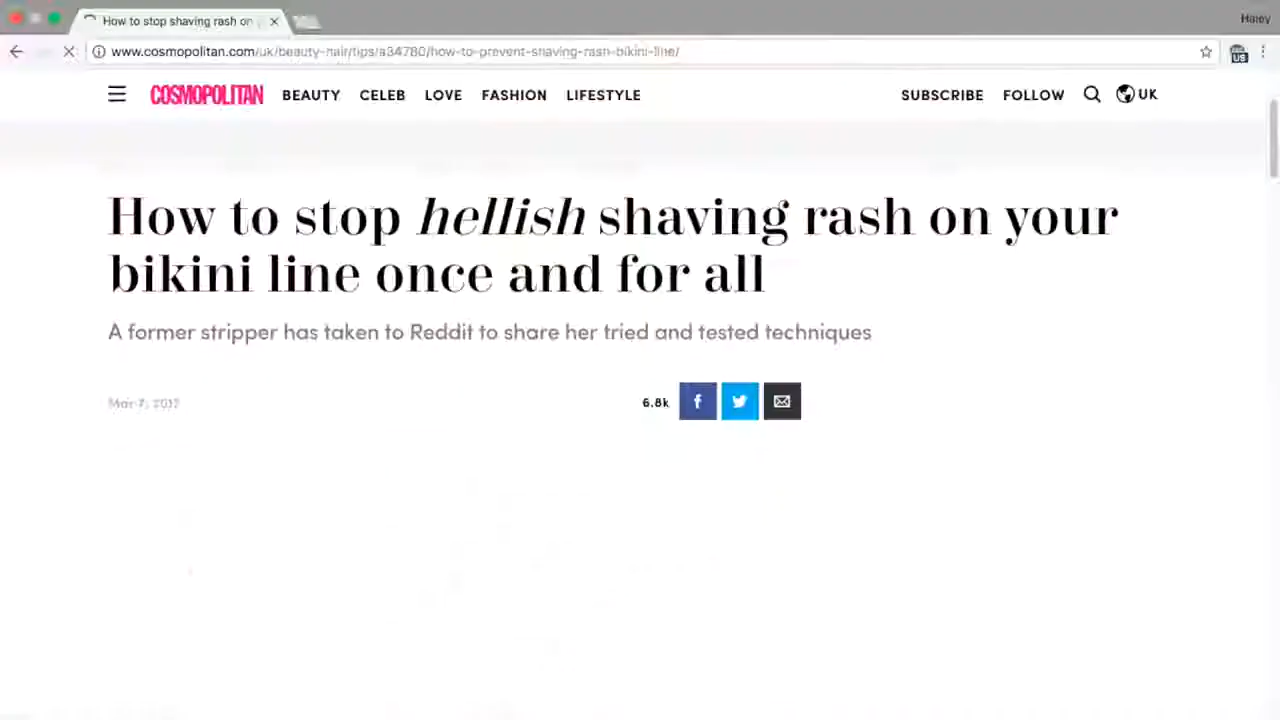 How to stop shaving rash on
Haley
www.cosmopolitan.com/uk/beauty-hair/tips/a34780/how-to-prevent-shaving-rash-bikini-line/
US
COSMOPOLITAN BEAUTY CELEB LOVE FASHION LIFESTYLE SUBSCRIBE FOLLOW UK
How to stop hellish shaving rash on your
bikini line once and for all
A former stripper has taken to Reddit to share her tried and tested techniques
Mar 7, 2017
6.8k